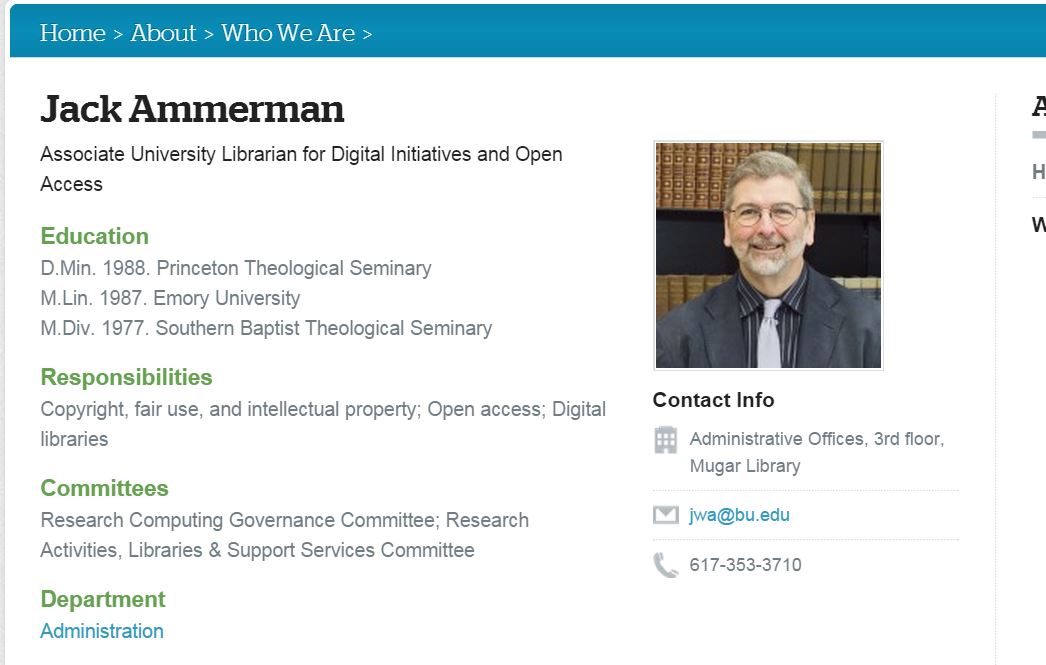 Home > About > Who We Are >
Jack Ammerman
Associate University Librarian for Digital Initiatives and Open
Access
Education
D.Min. 1988. Princeton Theological Seminary
M.Lin. 1987. Emory University
M.Div. 1977. Southern Baptist Theological Seminary
Responsibilities
Copyright, fair use, and intellectual property; Open access; Digital
libraries
Committees
Research Computing Governance Committee; Research
Activities, Libraries & Support Services Committee
Department
Administration
Contact Info
Administrative Offices, 3rd floor,
Mugar Library
jwa@bu.edu
617-353-3710